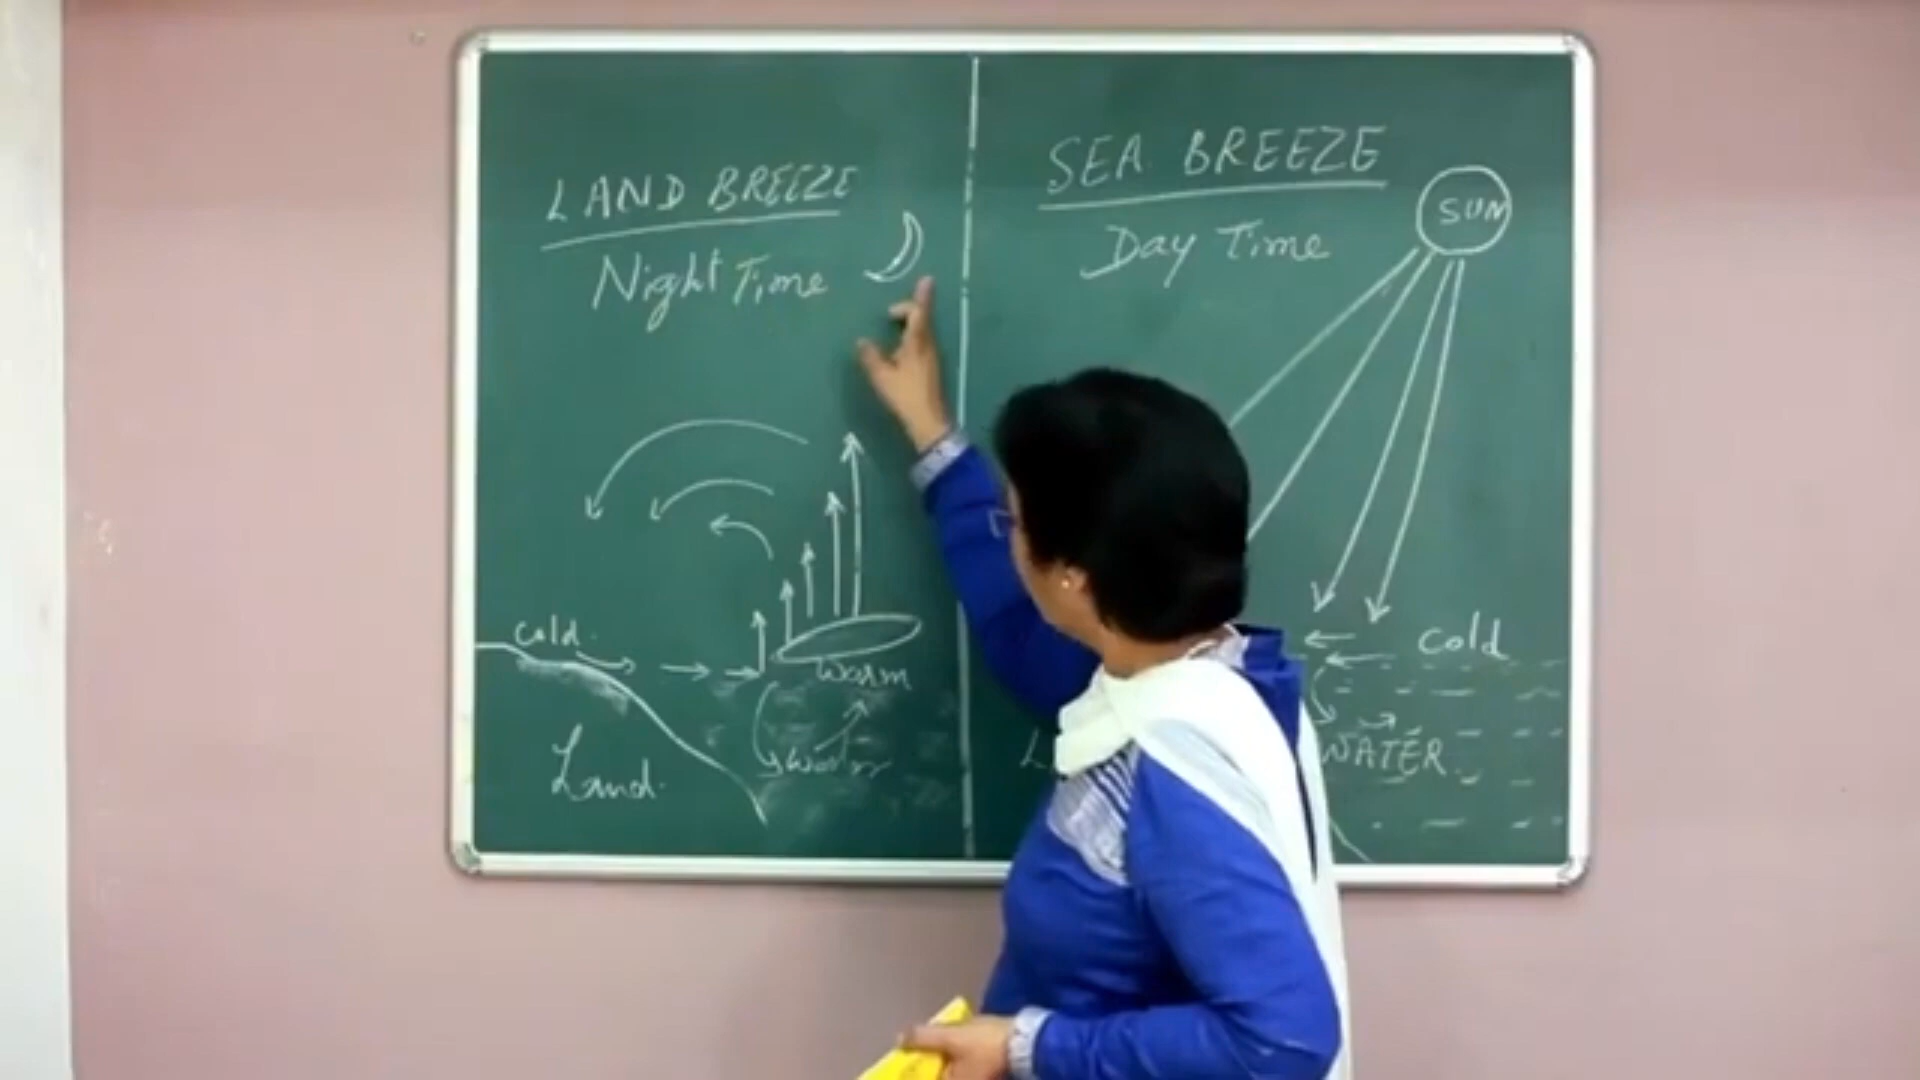 LAND BREEZE
Night Time
cold.
warm
water
Land.
SEA BREEZE
SUN
Day Time
cold
WATER